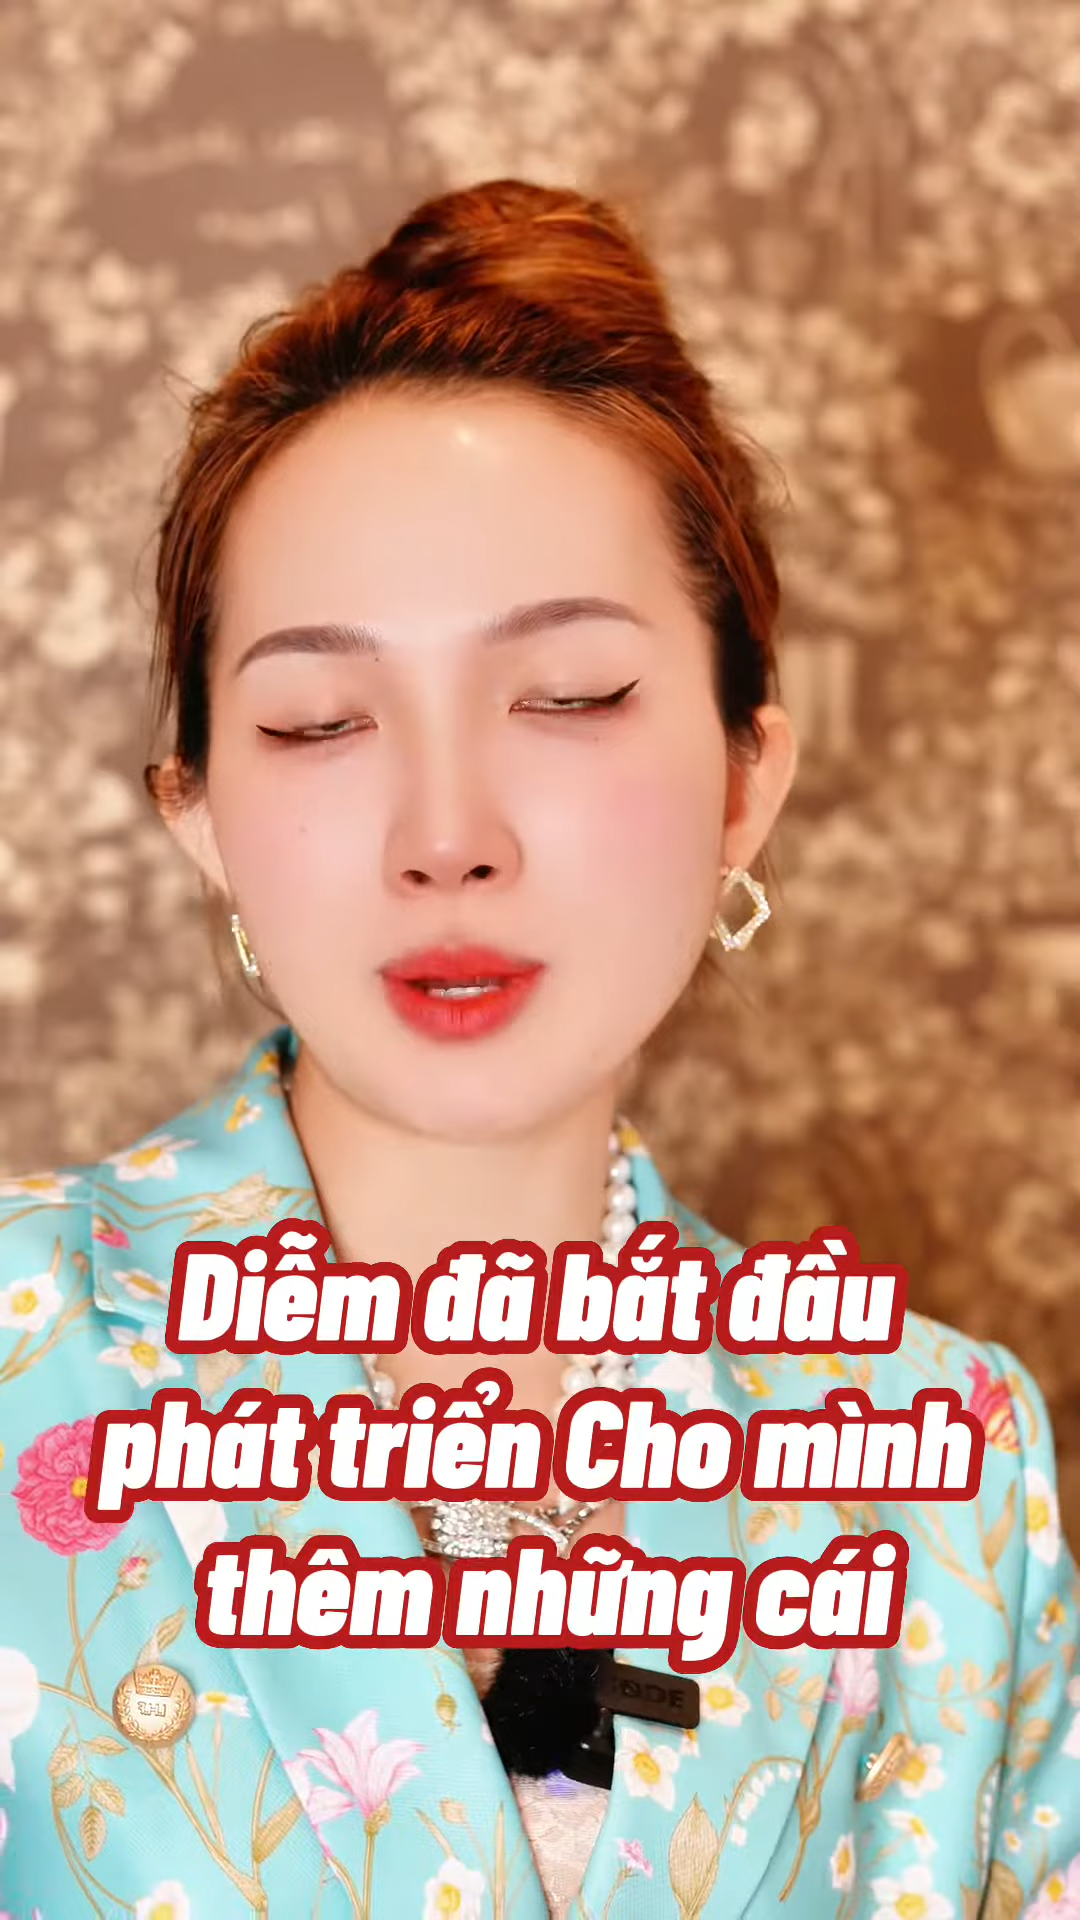 Diễm đã bắt đầu
phát triển Cho mình
thêm những cái